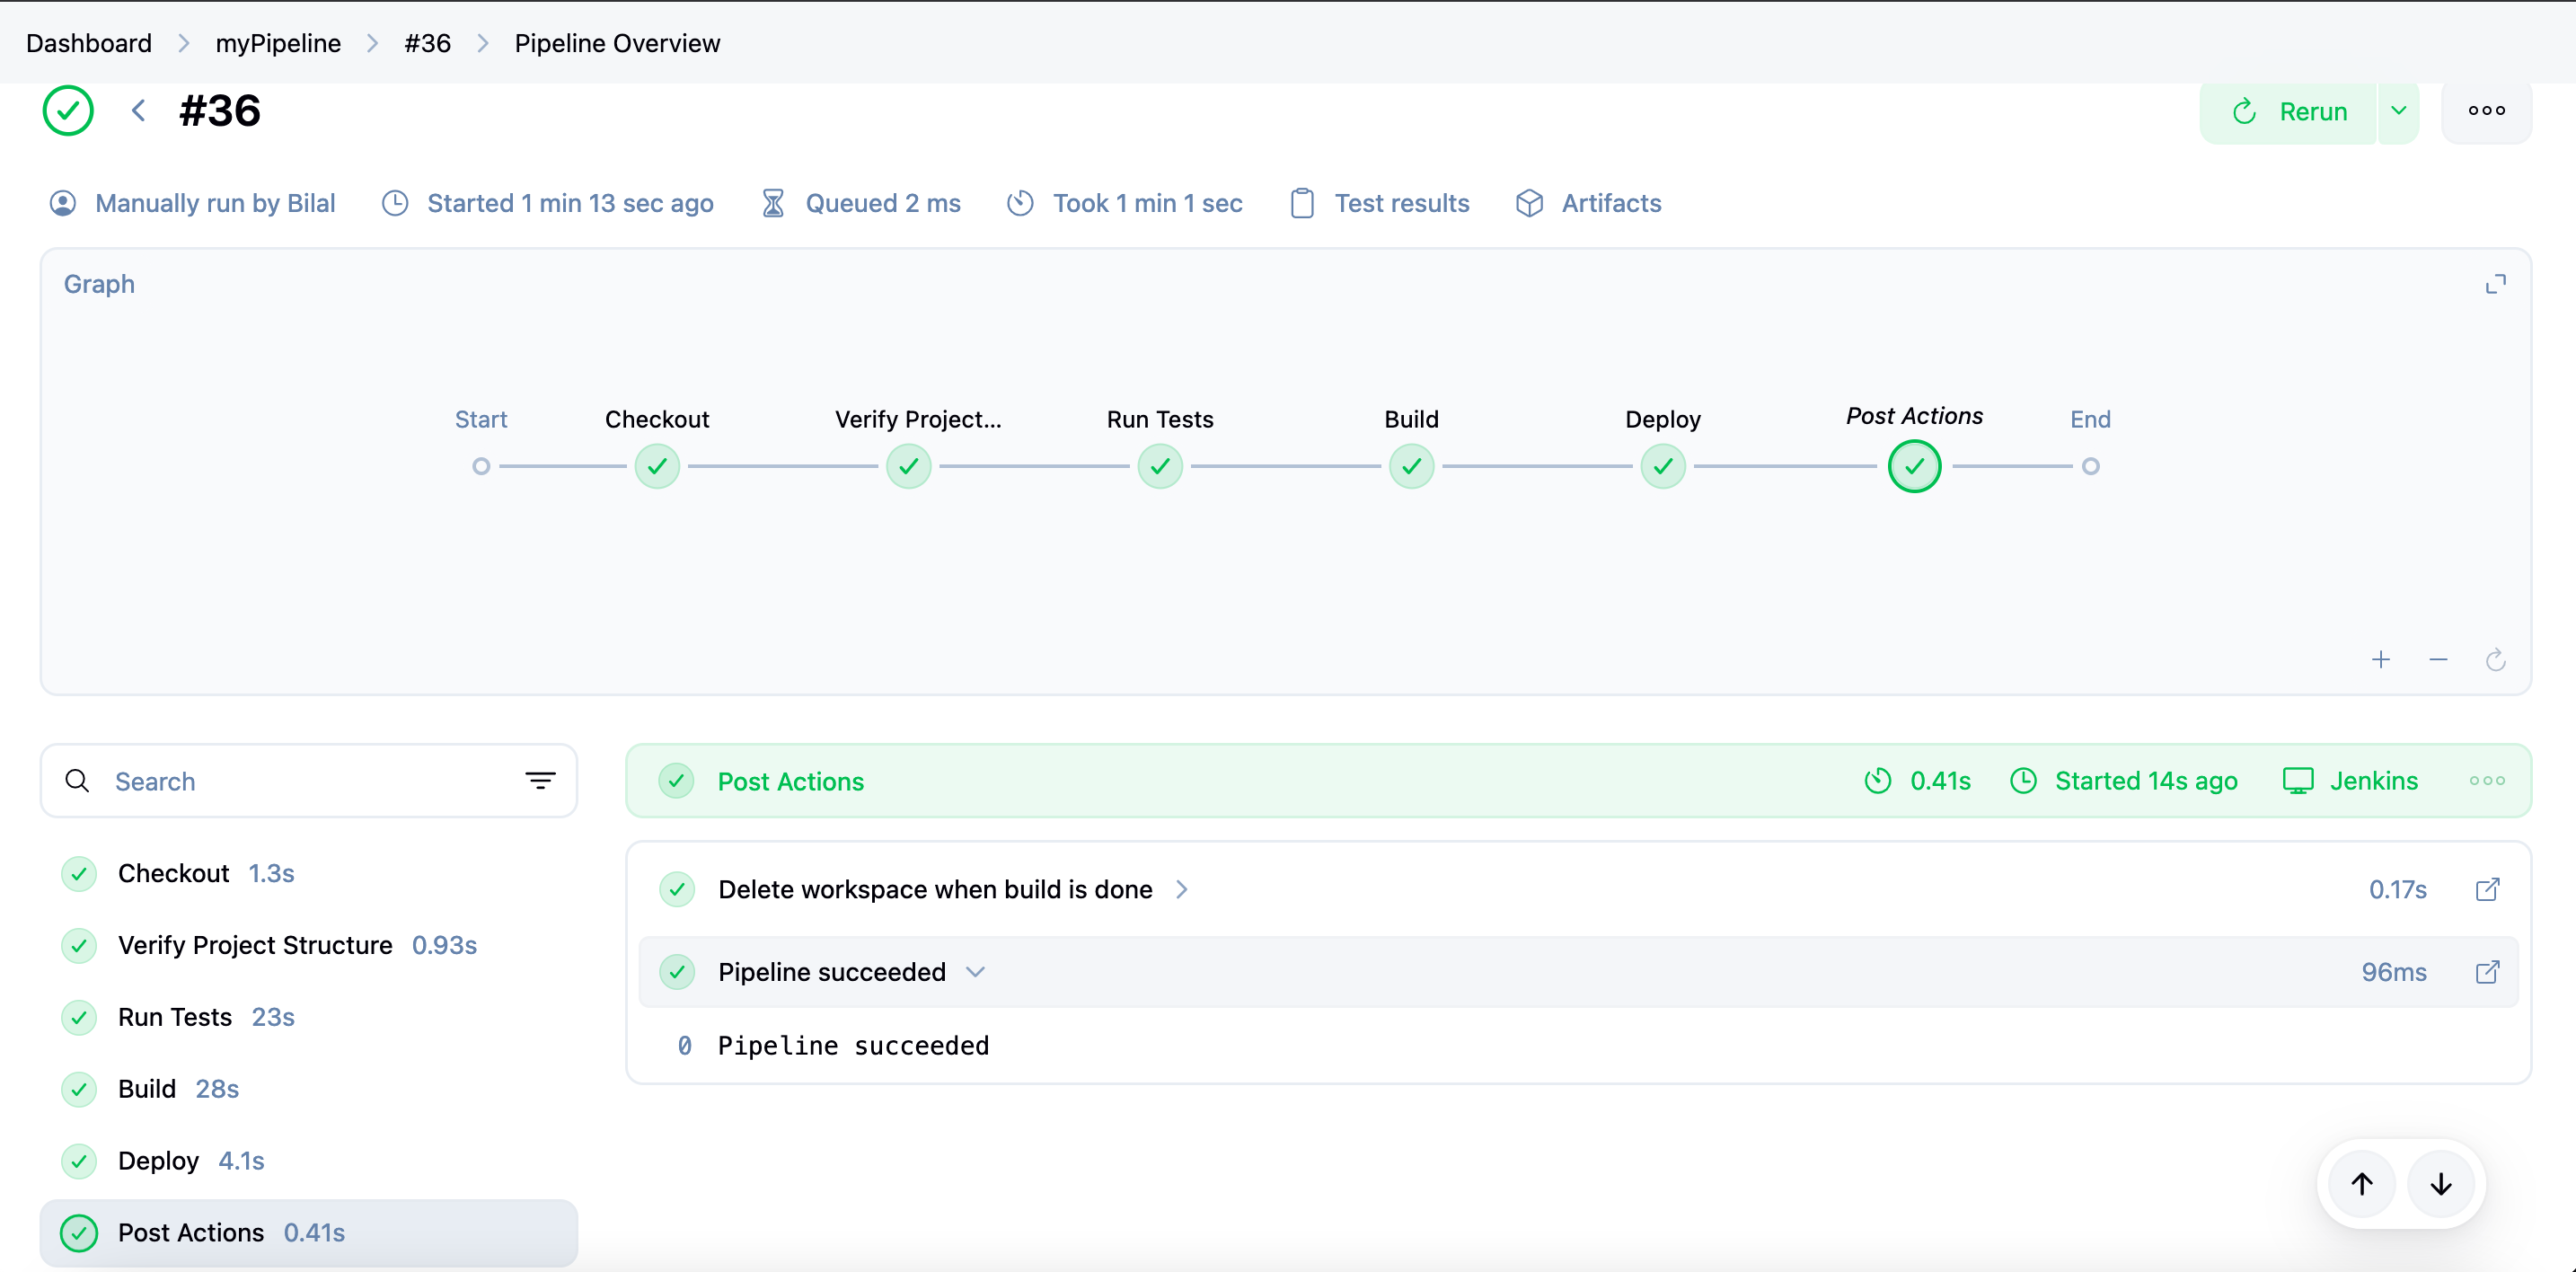 Dashboard > myPipeline > #36 > Pipeline Overview
#36
Rerun
Manually run by Bilal Started 1 min 13 sec ago Queued 2 ms Took 1 min 1 sec Test results Artifacts
Graph
Start Checkout Verify Project... Run Tests Build Deploy Post Actions End
Search
Checkout 1.3s
Verify Project Structure 0.93s
Run Tests 23s
Build 28s
Deploy 4.1s
Post Actions 0.41s
Post Actions 0.41s Started 14s ago Jenkins
Delete workspace when build is done 0.17s
Pipeline succeeded 96ms
0 Pipeline succeeded